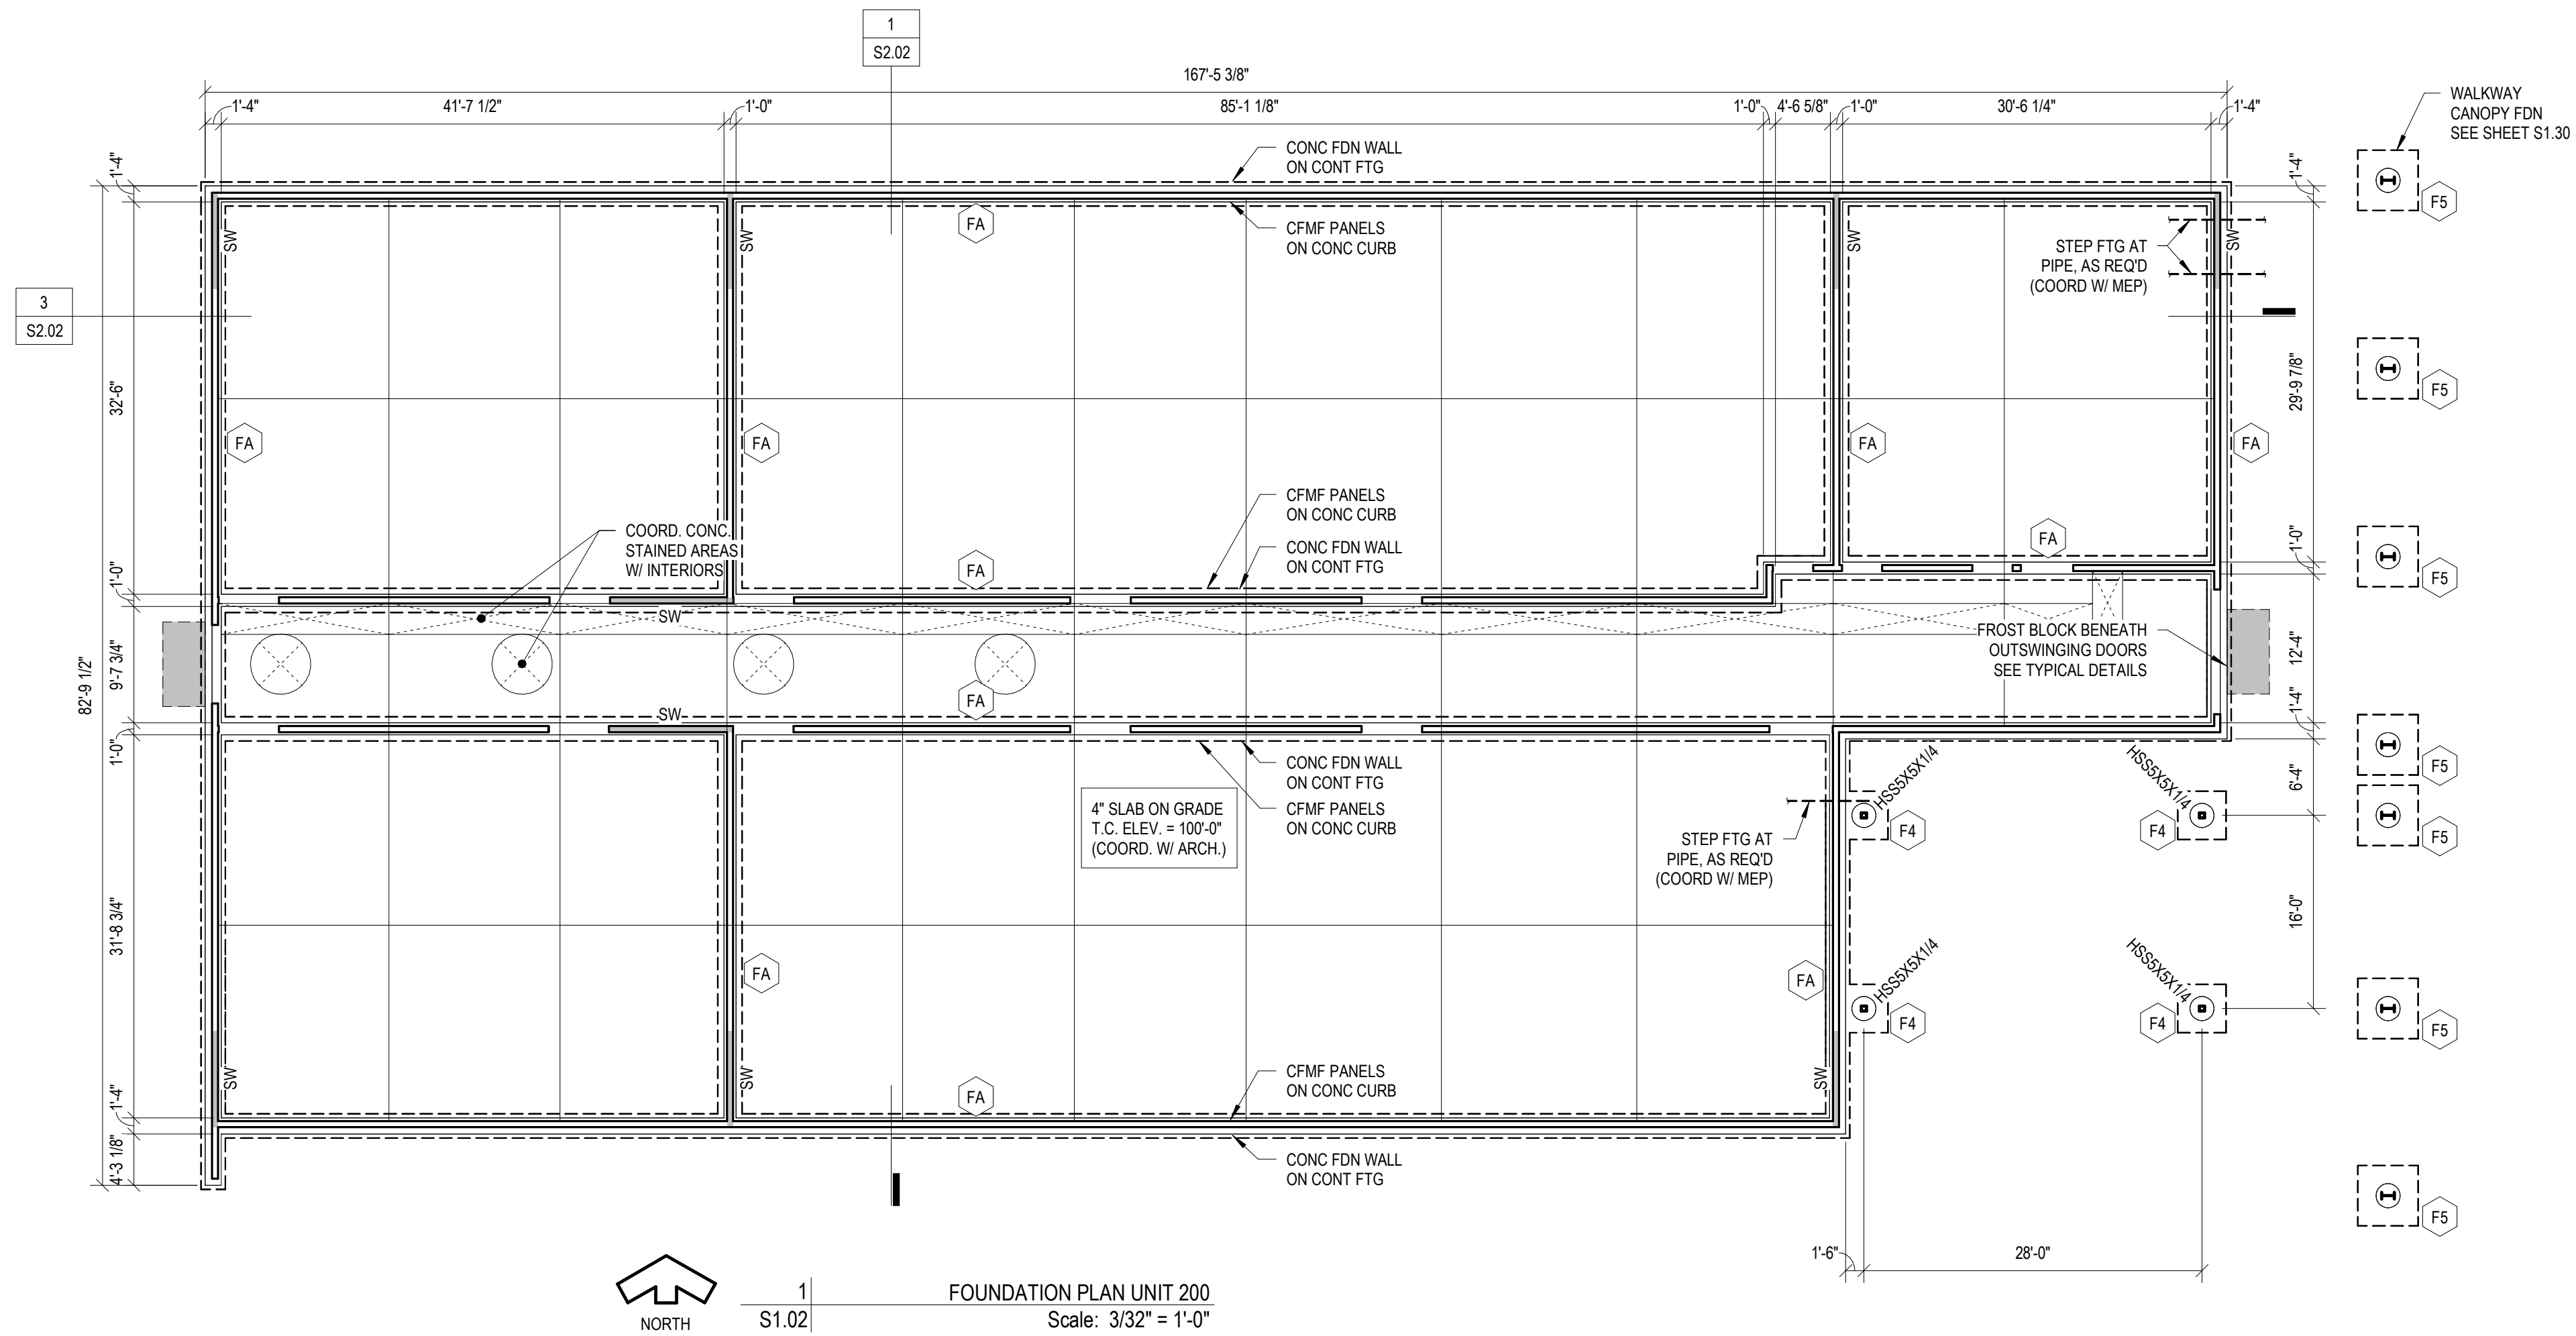 1
S2.02
167'-5 3/8"
1'-4"
41'-7 1/2"
1'-0"
85'-1 1/8"
1'-0"
4'-6 5/8"
1'-0"
30'-6 1/4"
1'-4"
WALKWAY
CANOPY FDN
SEE SHEET S1.30
CONC FDN WALL
ON CONT FTG
1'-4"
1'-4"
F5
FA
SW
SW
SW
SW
CFMF PANELS
ON CONC CURB
STEP FTG AT
PIPE, AS REQ'D
(COORD W/ MEP)
3
S2.02
32'-6"
29'-9 7/8"
F5
FA
FA
FA
FA
CFMF PANELS
ON CONC CURB
COORD. CONC.
STAINED AREAS
W/ INTERIORS
CONC FDN WALL
ON CONT FTG
FA
FA
1'-0"
1'-0"
F5
SW
82'-9 1/2"
9'-7 3/4"
FROST BLOCK BENEATH
OUTSWINGING DOORS
SEE TYPICAL DETAILS
12'-4"
1'-4"
FA
SW
1'-0"
CONC FDN WALL
ON CONT FTG
CFMF PANELS
ON CONC CURB
4" SLAB ON GRADE
T.C. ELEV. = 100'-0"
(COORD. W/ ARCH.)
HSS5X5X1/4
HSS5X5X1/4
6'-4"
F5
F4
F4
F5
STEP FTG AT
PIPE, AS REQ'D
(COORD W/ MEP)
31'-8 3/4"
16'-0"
FA
FA
HSS5X5X1/4
HSS5X5X1/4
F4
F4
F5
SW
SW
SW
CFMF PANELS
ON CONC CURB
FA
1'-4"
4'-3 1/8"
CONC FDN WALL
ON CONT FTG
F5
1'-6"
28'-0"
NORTH
1
S1.02
FOUNDATION PLAN UNIT 200
Scale: 3/32" = 1'-0"